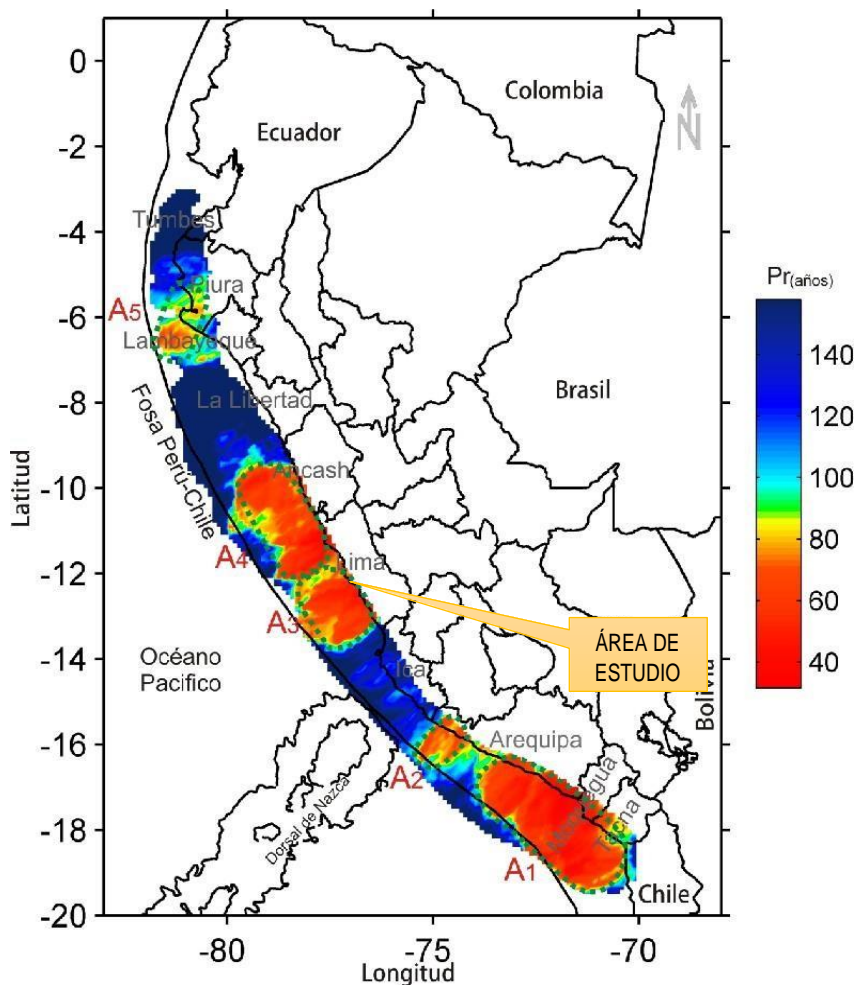 0
-2
-4
-6
-8
-10
-12
-14
-16
-18
-20
Latitud
-80
-75
-70
Longitud
Colombia
Ecuador
N
Tumbes
Piura
A5
Lambayeque
La Libertad
Brasil
Fosa Perú-Chile
Ancash
A4
Lima
A3
ÁREA DE
ESTUDIO
Océano
Pacifico
Ica
Bolivia
Arequipa
A2
Dorsal de Nazca
Moquegua
Tacna
A1
Chile
Pr(años)
140
120
100
80
60
40